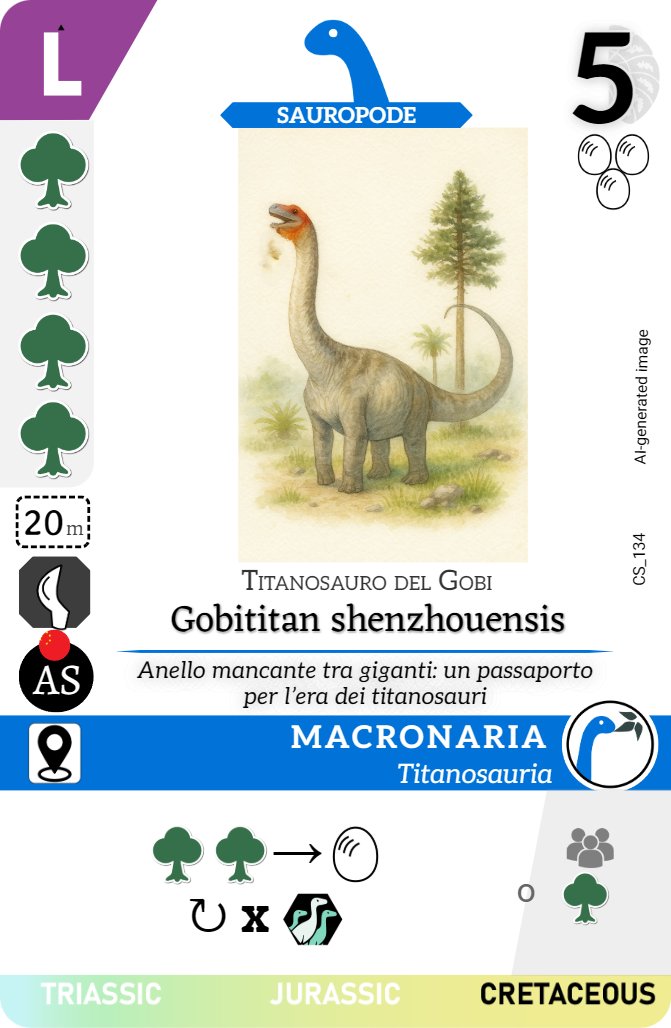 L
5
SAUROPODE
AI-generated image
CS_134
20m
AS
Titanosauro del Gobi
Gobititan shenzhouensis
Anello mancante tra giganti: un passaporto
per l'era dei titanosauri
MACRONARIA
Titanosauria
O
x
TRIASSIC
JURASSIC
CRETACEOUS